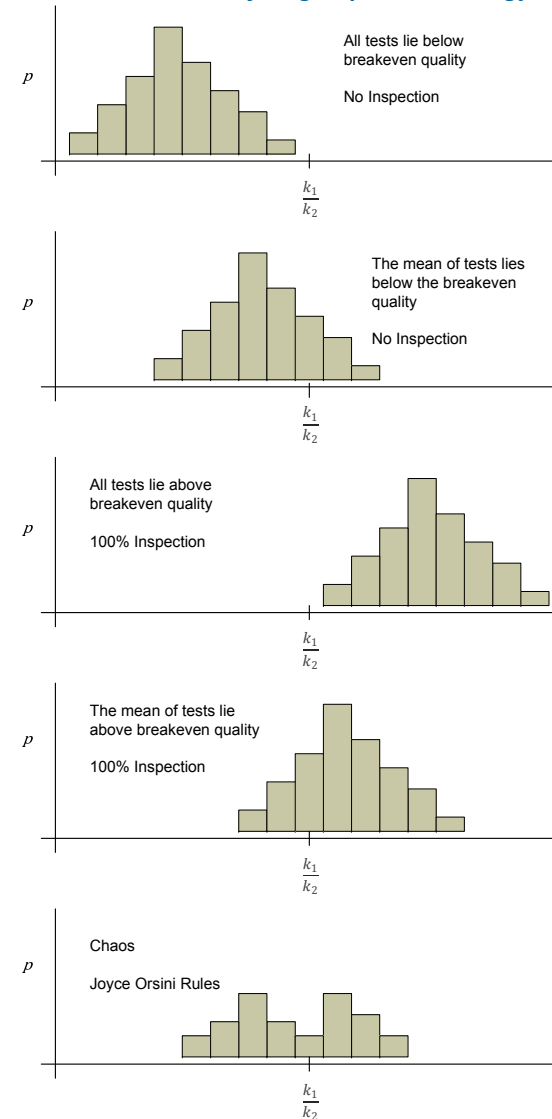 All tests lie below
breakeven quality
No Inspection
p
k₁
k₂
The mean of tests lies
below the breakeven
quality
No Inspection
p
k₁
k₂
All tests lie above
breakeven quality
100% Inspection
p
k₁
k₂
The mean of tests lie
above breakeven quality
100% Inspection
p
k₁
k₂
Chaos
Joyce Orsini Rules
p
k₁
k₂